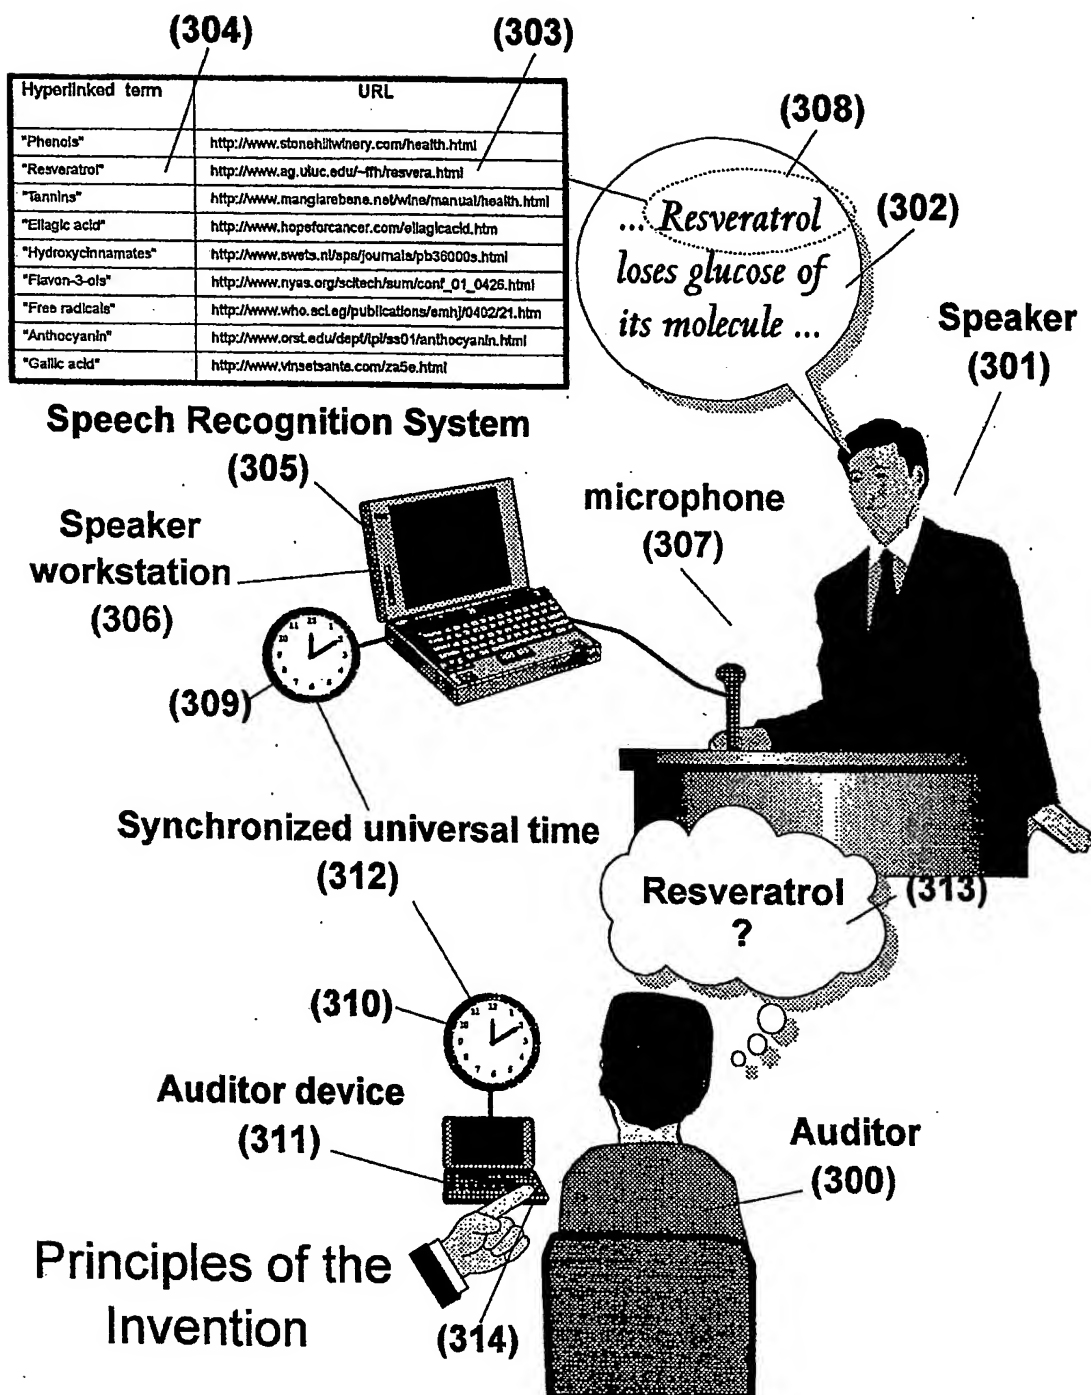 (304)
(303)
Hyperlinked term URL
"Phenols" http://www.stonehillwinery.com/health.html
"Resveratrol" http://www.ag.uiuc.edu/~ffh/resvera.html
"Tannins" http://www.mangiarebene.net/wine/manual/health.html
"Ellagic acid" http://www.hopeforcancer.com/ellagicacid.htm
"Hydroxycinnamates" http://www.swets.nl/sps/journals/pb36000s.html
"Flavon-3-ols" http://www.nyas.org/scitech/sum/conf_01_0426.html
"Free radicals" http://www.who.sci.eg/publications/emhj/0402/21.htm
"Anthocyanin" http://www.orst.edu/dept/lpi/ss01/anthocyanin.html
"Gallic acid" http://www.vinsetsante.com/za5e.html
(308)
... Resveratrol
loses glucose of
its molecule ...
(302)
Speaker
(301)
Speech Recognition System
(305)
Speaker
workstation
(306)
microphone
(307)
(309)
Synchronized universal time
(312)
Resveratrol
?
(313)
(310)
Auditor device
(311)
Auditor
(300)
Principles of the
Invention
(314)